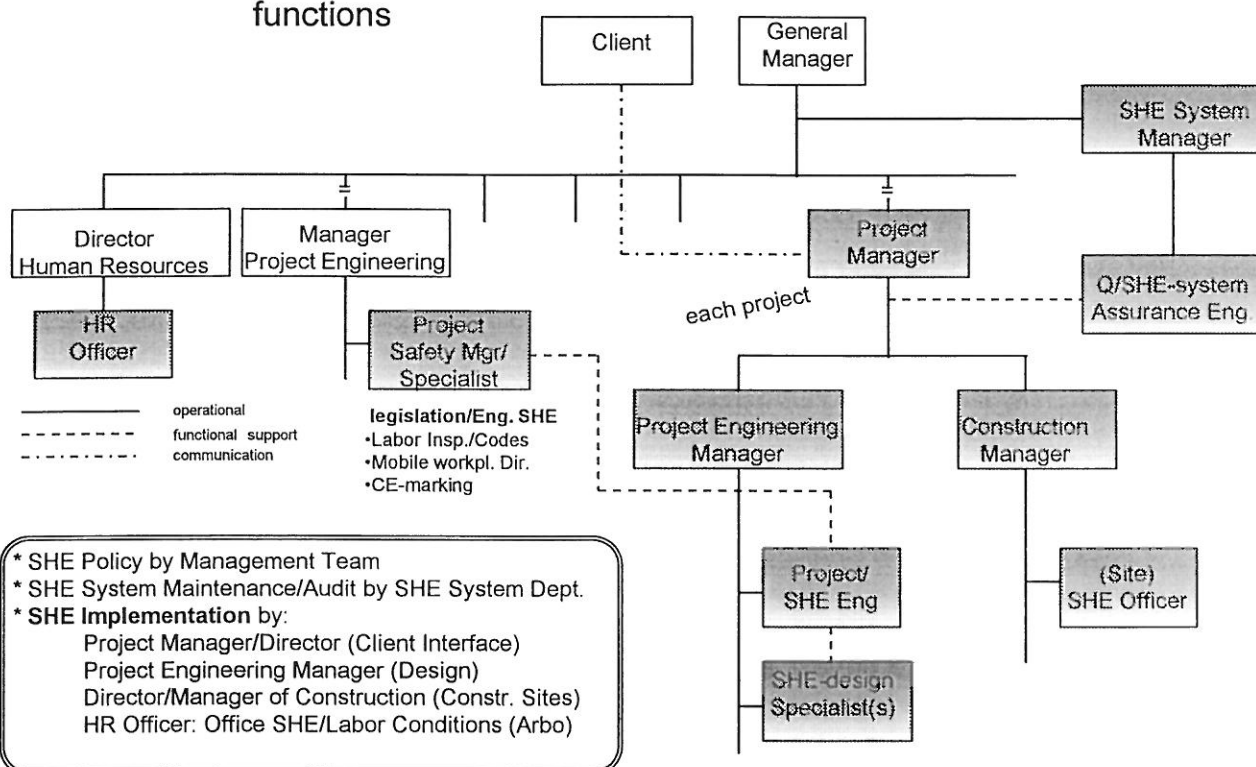 functions
Client
General
Manager
SHE System
Manager
Director
Human Resources
Manager
Project Engineering
Project
Manager
Q/SHE-system
Assurance Eng.
each project
HR
Officer
Project
Safety Mgr/
Specialist
operational
functional support
communication
legislation/Eng. SHE
•Labor Insp./Codes
•Mobile workpl. Dir.
•CE-marking
Project Engineering
Manager
Construction
Manager
Project/
SHE Eng
(Site)
SHE Officer
SHE-design
Specialist(s)
* SHE Policy by Management Team
* SHE System Maintenance/Audit by SHE System Dept.
* SHE Implementation by:
Project Manager/Director (Client Interface)
Project Engineering Manager (Design)
Director/Manager of Construction (Constr. Sites)
HR Officer: Office SHE/Labor Conditions (Arbo)